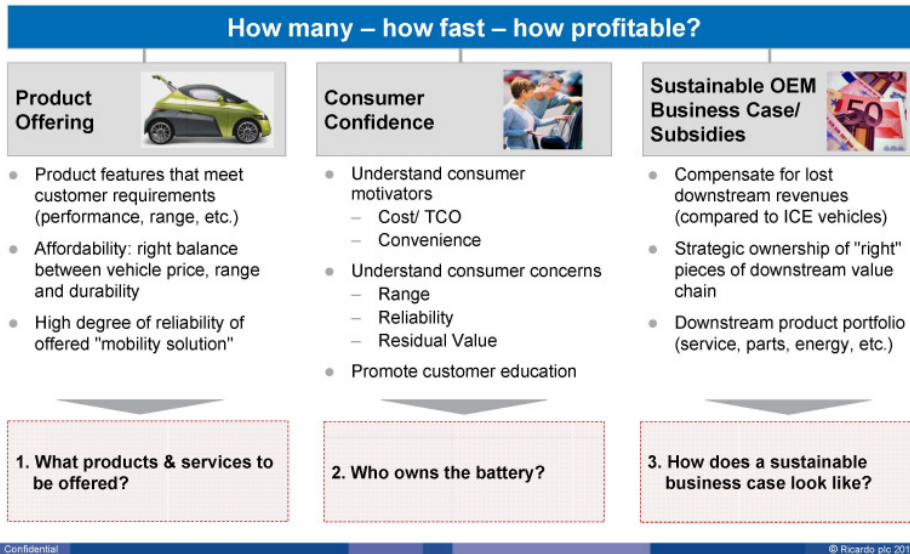 How many – how fast – how profitable?
Product
Offering
Product features that meet
customer requirements
(performance, range, etc.)
Affordability: right balance
between vehicle price, range
and durability
High degree of reliability of
offered "mobility solution"
1. What products & services to
be offered?
Consumer
Confidence
Understand consumer
motivators
– Cost/ TCO
– Convenience
Understand consumer concerns
– Range
– Reliability
– Residual Value
Promote customer education
2. Who owns the battery?
Sustainable OEM
Business Case/
Subsidies
50
Compensate for lost
downstream revenues
(compared to ICE vehicles)
Strategic ownership of "right"
pieces of downstream value
chain
Downstream product portfolio
(service, parts, energy, etc.)
3. How does a sustainable
business case look like?
Confidential
© Ricardo plc